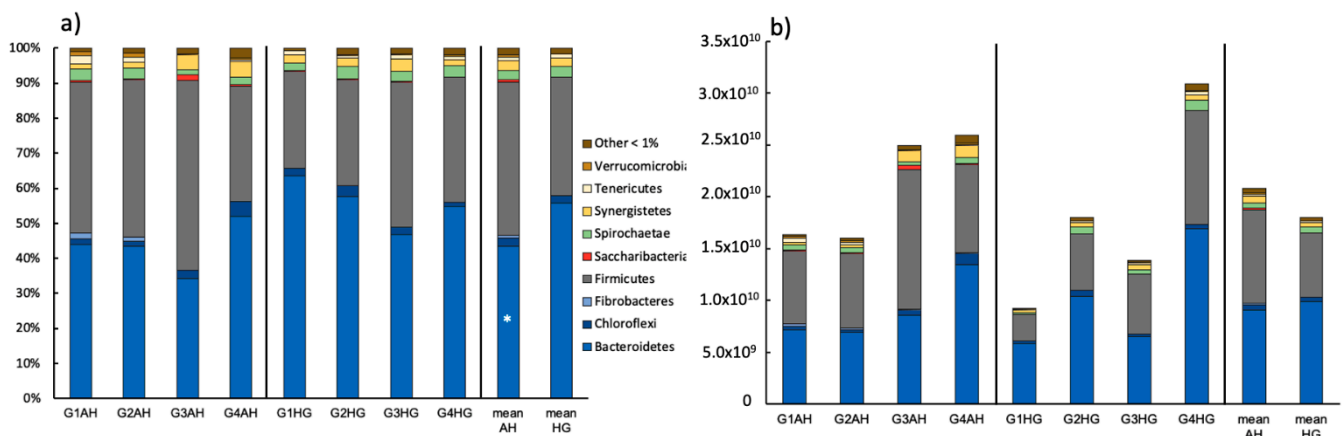 a)
100%
90%
80%
70%
60%
50%
40%
30%
20%
10%
0%
*
G1AH G2AH G3AH G4AH G1HG G2HG G3HG G4HG mean AH mean HG
Other < 1%
Verrucomicrobia
Tenericutes
Synergistetes
Spirochaetae
Saccharibacteria
Firmicutes
Fibrobacteres
Chloroflexi
Bacteroidetes
b)
3.5x10¹⁰
3.0x10¹⁰
2.5x10¹⁰
2.0x10¹⁰
1.5x10¹⁰
1.0x10¹⁰
5.0x10⁹
0
G1AH G2AH G3AH G4AH G1HG G2HG G3HG G4HG mean AH mean HG